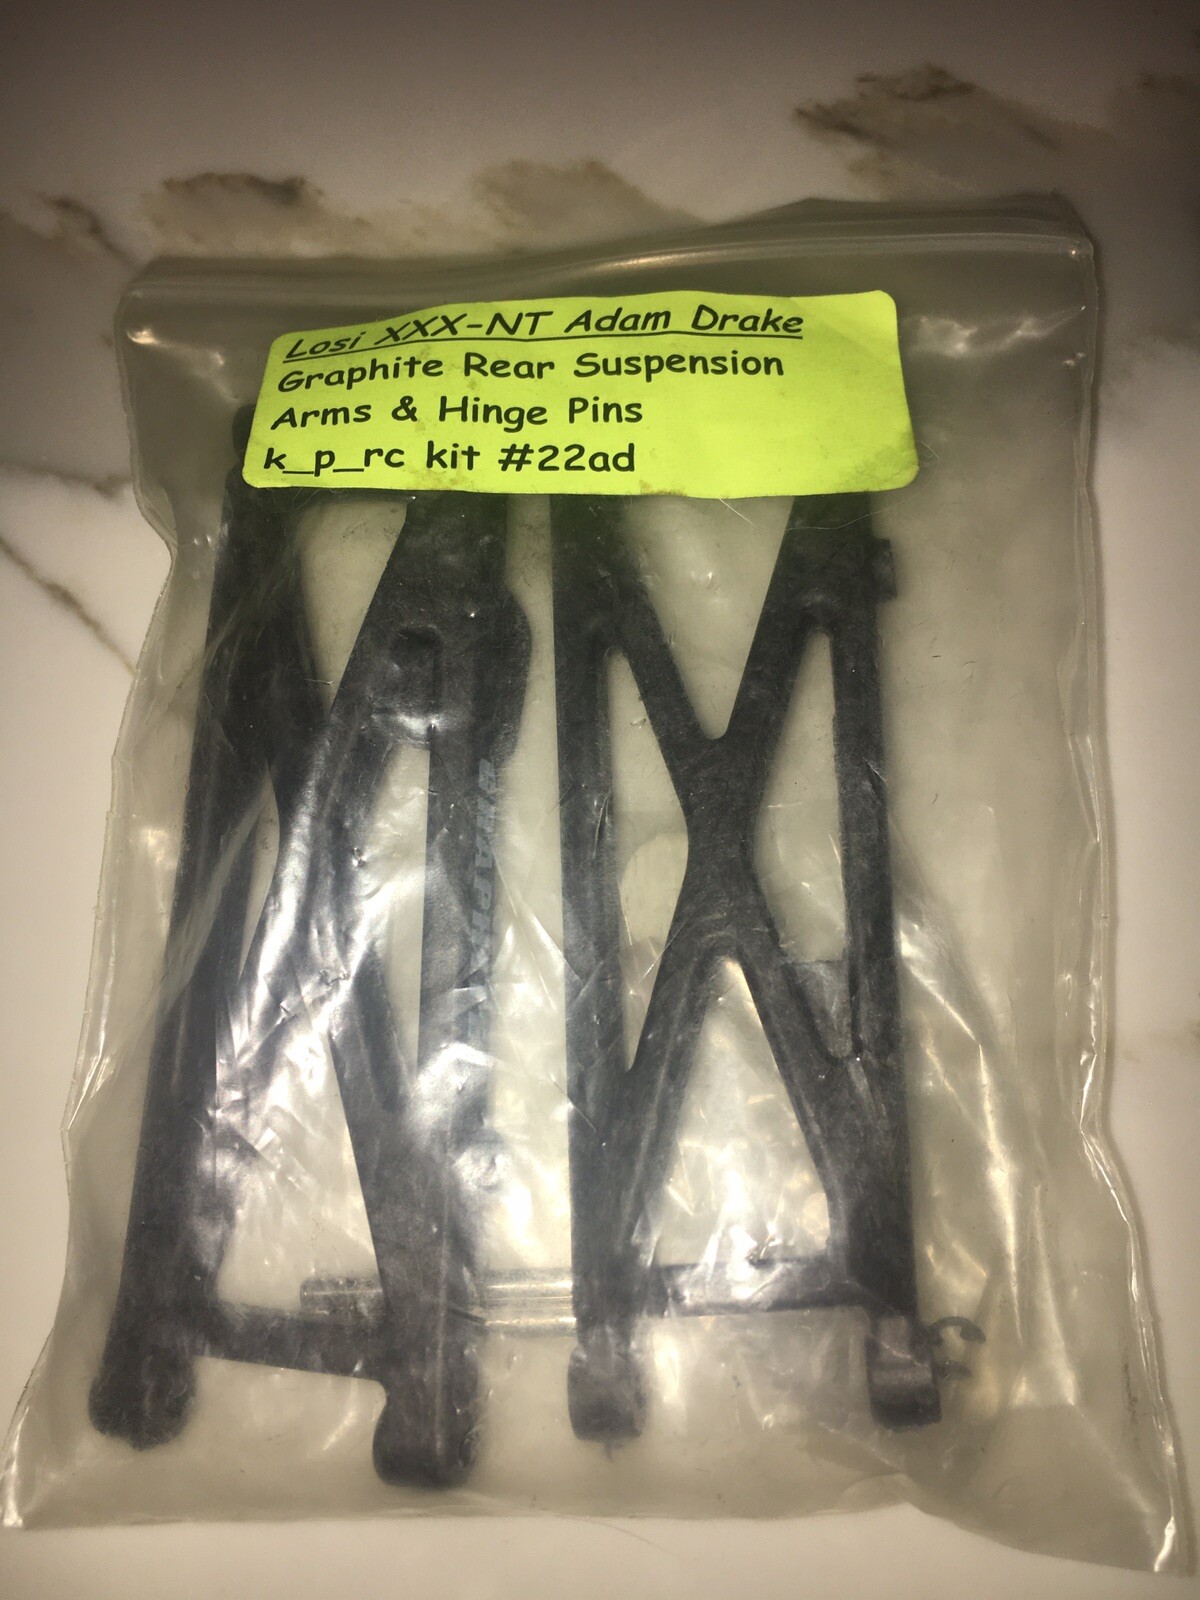 Losi XXX-NT Adam Drake
Graphite Rear Suspension
Arms & Hinge Pins
k_p_rc kit #22ad